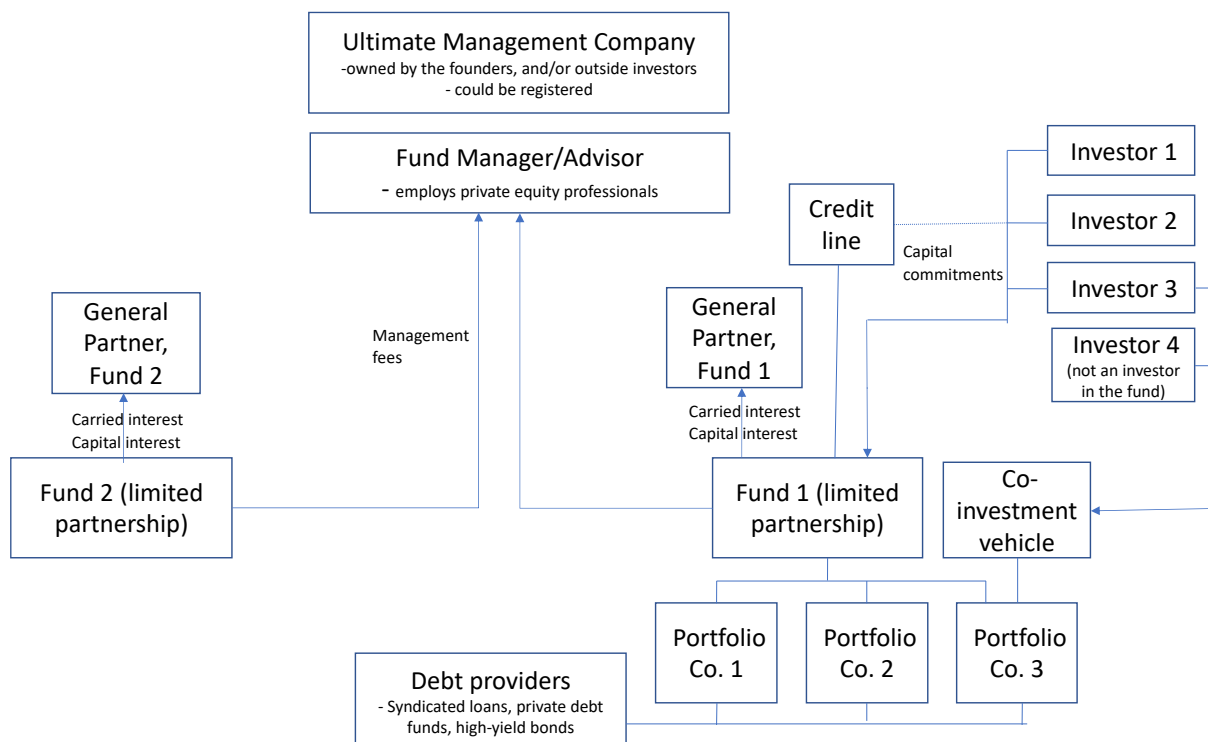 Ultimate Management Company
-owned by the founders, and/or outside investors
- could be registered
Fund Manager/Advisor
- employs private equity professionals
Investor 1
Credit
line
Investor 2
Capital
commitments
Investor 3
General
Partner,
Fund 2
Management
fees
General
Partner,
Fund 1
Investor 4
(not an investor
in the fund)
Carried interest
Capital interest
Carried interest
Capital interest
Fund 2 (limited
partnership)
Fund 1 (limited
partnership)
Co-
investment
vehicle
Portfolio
Co. 1
Portfolio
Co. 2
Portfolio
Co. 3
Debt providers
- Syndicated loans, private debt
funds, high-yield bonds